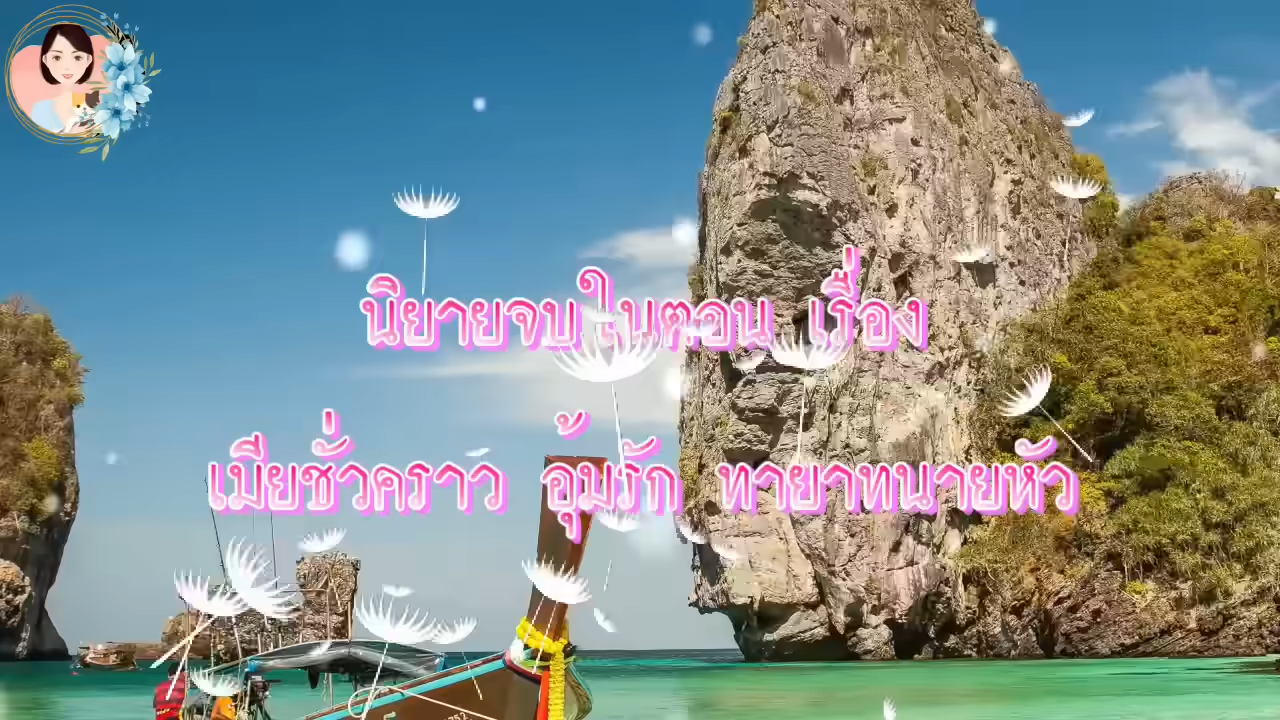 นิยายจบในตอน เรื่อง
เมียชั่วคราว อุ้มรัก ทายาทนายหัว